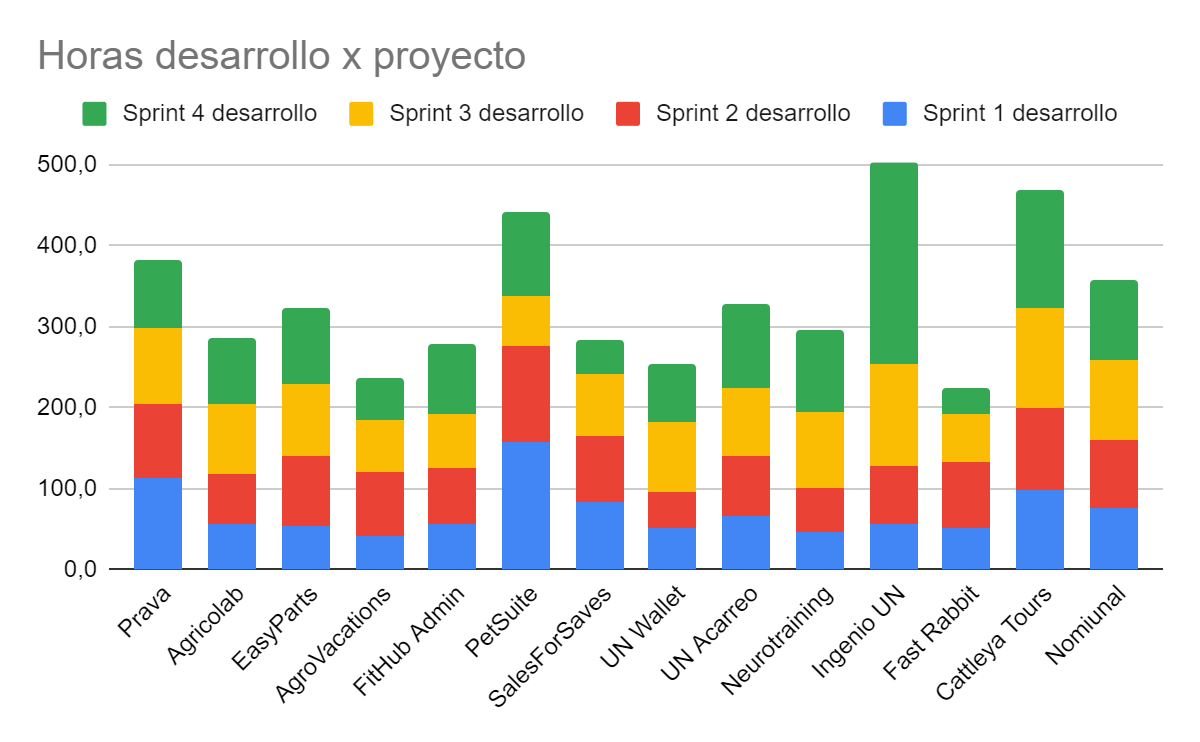 Horas desarrollo x proyecto
Sprint 4 desarrollo Sprint 3 desarrollo Sprint 2 desarrollo Sprint 1 desarrollo
500,0
400,0
300,0
200,0
100,0
0,0
Prava
Agricolab
EasyParts
AgroVacations
FitHub Admin
PetSuite
SalesForSaves
UN Wallet
UN Acarreo
Neurotraining
Ingenio UN
Fast Rabbit
Cattleya Tours
Nomiunal